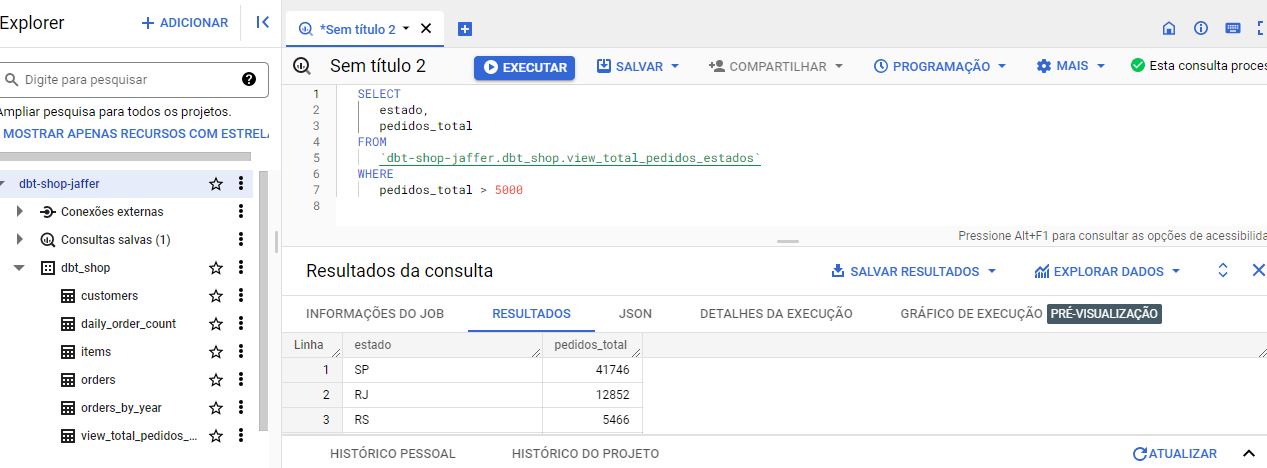 Explorer
+ ADICIONAR
*Sem título 2
Digite para pesquisar
Ampliar pesquisa para todos os projetos.
MOSTRAR APENAS RECURSOS COM ESTRELA
dbt-shop-jaffer
Conexões externas
Consultas salvas (1)
dbt_shop
customers
daily_order_count
items
orders
orders_by_year
view_total_pedidos_...
Sem título 2
EXECUTAR
SALVAR
COMPARTILHAR
PROGRAMAÇÃO
MAIS
Esta consulta proces
1 SELECT
2 estado,
3 pedidos_total
4 FROM
5 `dbt-shop-jaffer.dbt_shop.view_total_pedidos_estados`
6 WHERE
7 pedidos_total > 5000
8
Pressione Alt+F1 para consultar as opções de acessibilida
Resultados da consulta
SALVAR RESULTADOS
EXPLORAR DADOS
INFORMAÇÕES DO JOB RESULTADOS JSON DETALHES DA EXECUÇÃO GRÁFICO DE EXECUÇÃO PRÉ-VISUALIZAÇÃO
Linha estado pedidos_total
1 SP 41746
2 RJ 12852
3 RS 5466
HISTÓRICO PESSOAL HISTÓRICO DO PROJETO ATUALIZAR